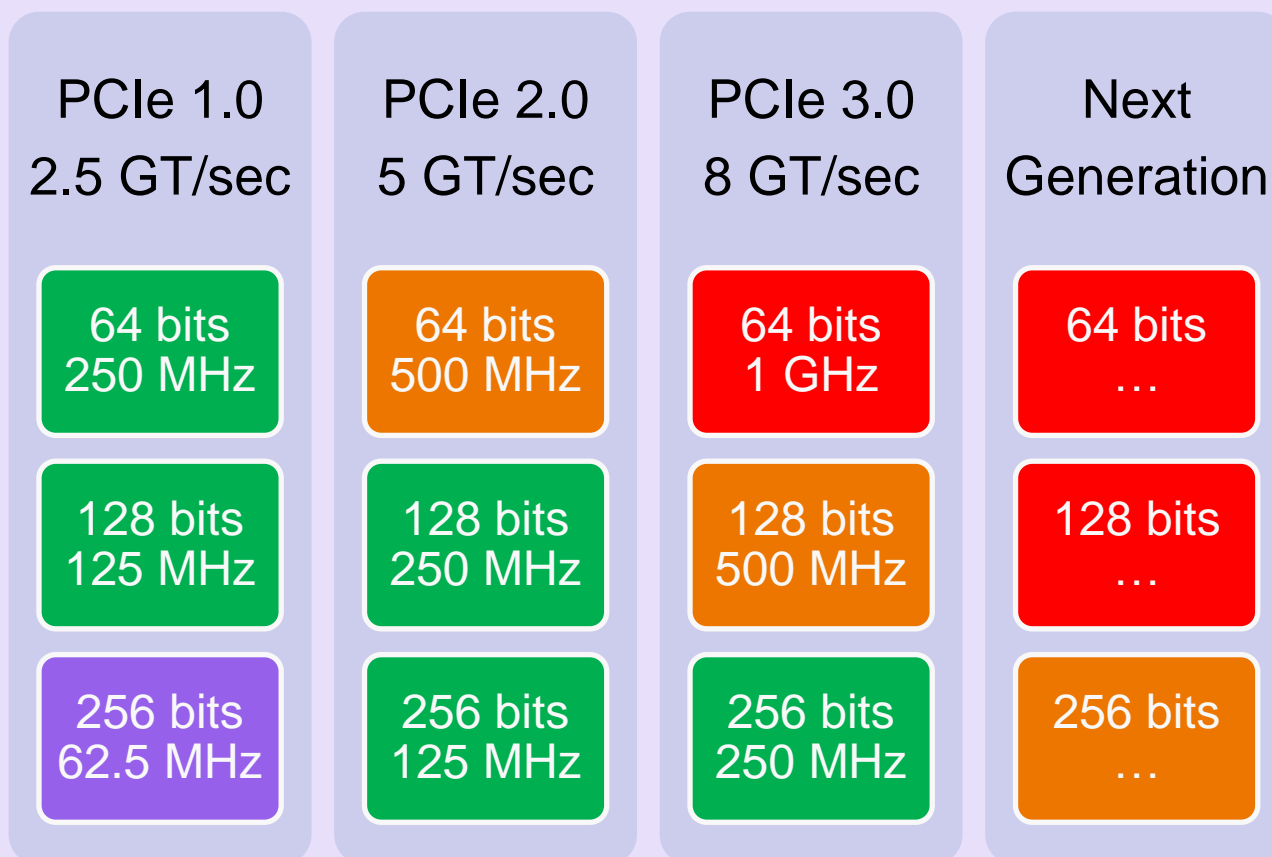 PCIe 1.0
2.5 GT/sec
64 bits
250 MHz
128 bits
125 MHz
256 bits
62.5 MHz
PCIe 2.0
5 GT/sec
64 bits
500 MHz
128 bits
250 MHz
256 bits
125 MHz
PCIe 3.0
8 GT/sec
64 bits
1 GHz
128 bits
500 MHz
256 bits
250 MHz
Next
Generation
64 bits
…
128 bits
…
256 bits
…